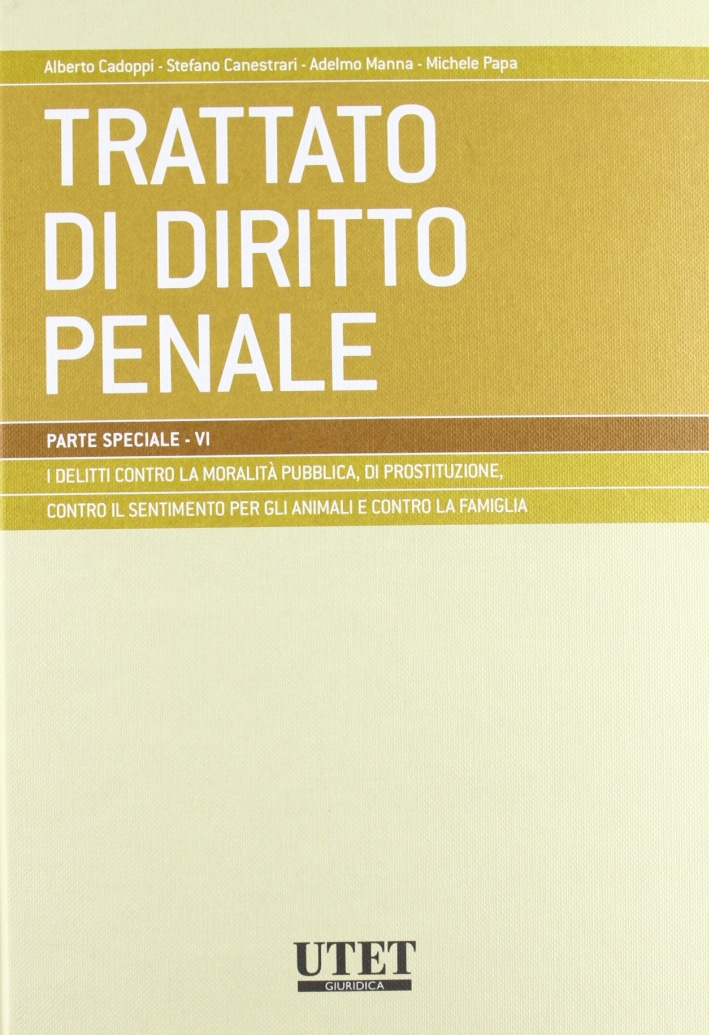 Alberto Cadoppi - Stefano Canestrari - Adelmo Manna - Michele Papa
TRATTATO
DI DIRITTO
PENALE
PARTE SPECIALE - VI
I DELITTI CONTRO LA MORALITÀ PUBBLICA, DI PROSTITUZIONE,
CONTRO IL SENTIMENTO PER GLI ANIMALI E CONTRO LA FAMIGLIA
UTET
GIURIDICA